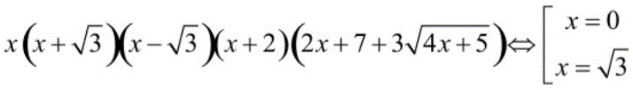 x(x+√3)(x−√3)(x+2)(2x+7+3√4x+5)⇔[x=0
x=√3